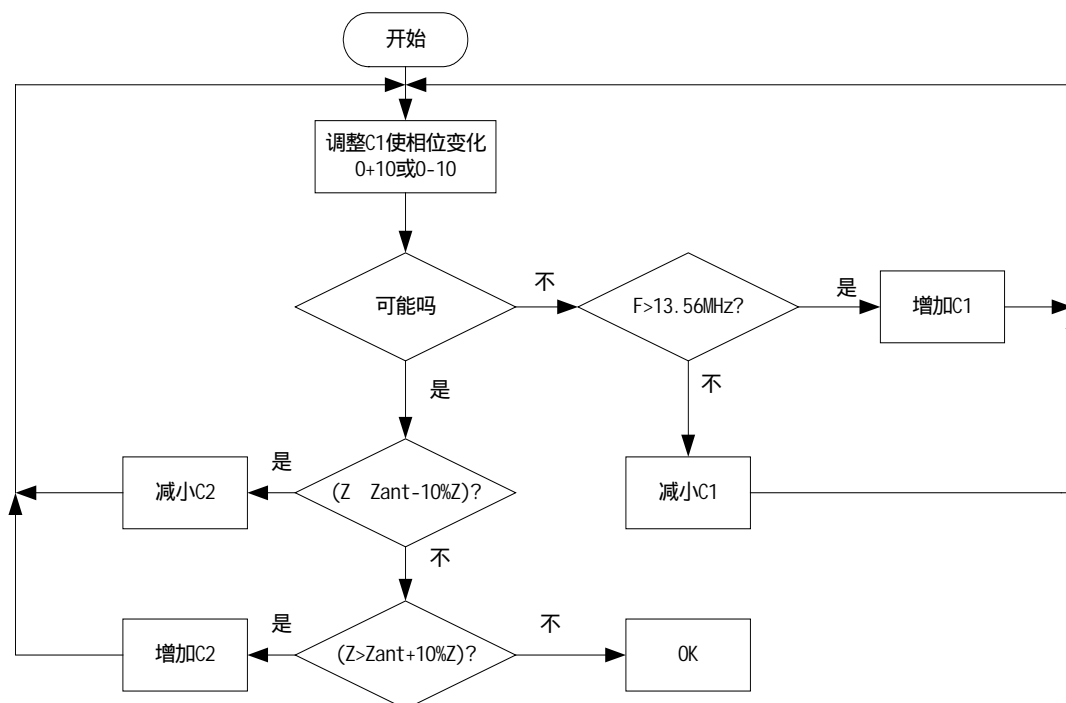 开始
调整C1使相位变化
0+10或0-10
可能吗
不
F>13.56MHz?
是
增加C1
是
不
减小C2
是
(Z Zant-10%Z)?
减小C1
不
增加C2
是
(Z>Zant+10%Z)?
不
OK